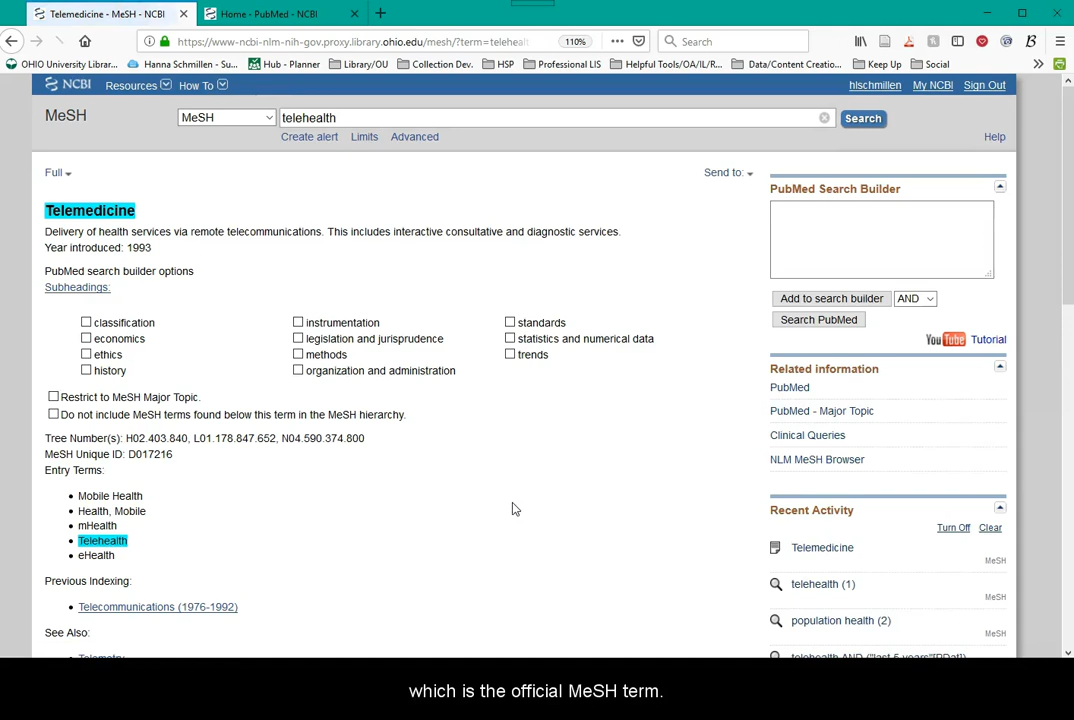 Telemedicine - MeSH - NCBI
Home - PubMed - NCBI
https://www-ncbi-nlm-nih-gov.proxy.library.ohio.edu/mesh/?term=teleheal
110%
Search
OHIO University Librar...
Hanna Schmillen - Su...
Hub - Planner
Library/OU
Collection Dev.
HSP
Professional LIS
Helpful Tools/OA/IL/R...
Data/Content Creatio...
Keep Up
Social
NCBI
Resources
How To
hlschmillen
My NCBI
Sign Out
MeSH
MeSH
telehealth
Search
Create alert
Limits
Advanced
Help
Full
Send to:
Telemedicine
Delivery of health services via remote telecommunications. This includes interactive consultative and diagnostic services.
Year introduced: 1993
PubMed search builder options
Subheadings:
classification
instrumentation
standards
economics
legislation and jurisprudence
statistics and numerical data
ethics
methods
trends
history
organization and administration
Restrict to MeSH Major Topic.
Do not include MeSH terms found below this term in the MeSH hierarchy.
Tree Number(s): H02.403.840, L01.178.847.652, N04.590.374.800
MeSH Unique ID: D017216
Entry Terms:
Mobile Health
Health, Mobile
mHealth
Telehealth
eHealth
Previous Indexing:
Telecommunications (1976-1992)
See Also:
Telemetry
PubMed Search Builder
Add to search builder
AND
Search PubMed
YouTube Tutorial
Related information
PubMed
PubMed - Major Topic
Clinical Queries
NLM MeSH Browser
Recent Activity
Turn Off
Clear
Telemedicine
MeSH
telehealth (1)
MeSH
population health (2)
MeSH
telehealth AND ("last 5 years"[PDat])
which is the official MeSH term.